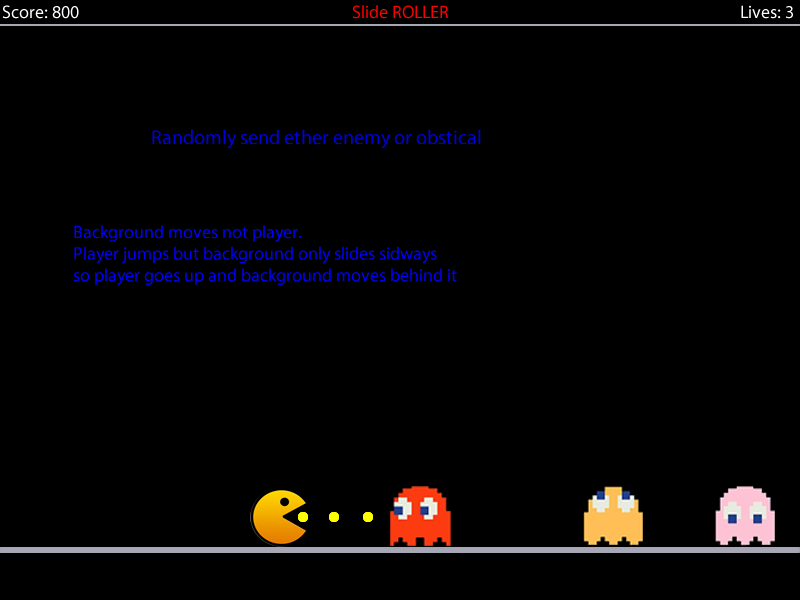 Score: 800
Slide ROLLER
Lives: 3
Randomly send ether enemy or obstical
Background moves not player.
Player jumps but background only slides sidways
so player goes up and background moves behind it